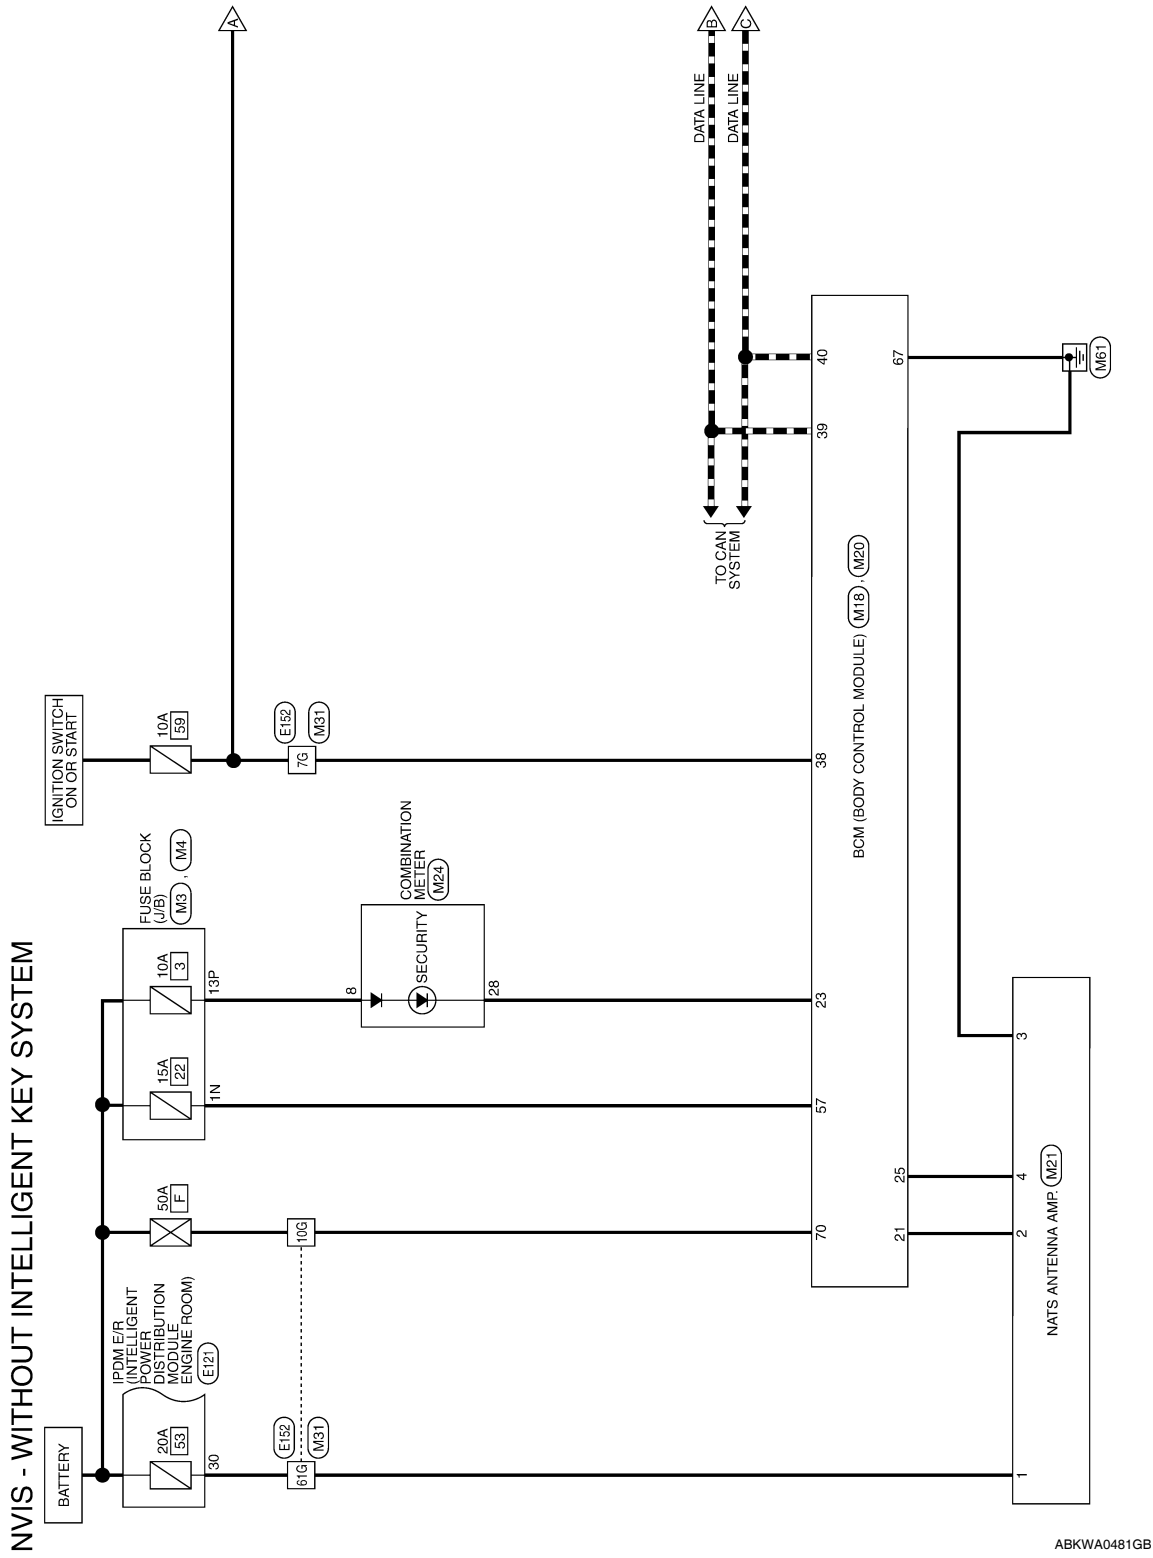 NVIS - WITHOUT INTELLIGENT KEY SYSTEM
BATTERY
IGNITION SWITCH
ON OR START
IPDM E/R
(INTELLIGENT
POWER
DISTRIBUTION
MODULE
ENGINE ROOM)
E121
20A
53
30
50A
F
FUSE BLOCK
(J/B)
M3 , M4
15A
22
1N
10A
3
13P
10A
59
A
E152
M31
61G
10G
E152
M31
7G
COMBINATION
METER
M24
8
SECURITY
28
B
C
DATA LINE
DATA LINE
TO CAN
SYSTEM
70
57
23
38
39
40
BCM (BODY CONTROL MODULE) M18 , M20
21
25
67
M61
1
2
4
3
NATS ANTENNA AMP. M21
ABKWA0481GB